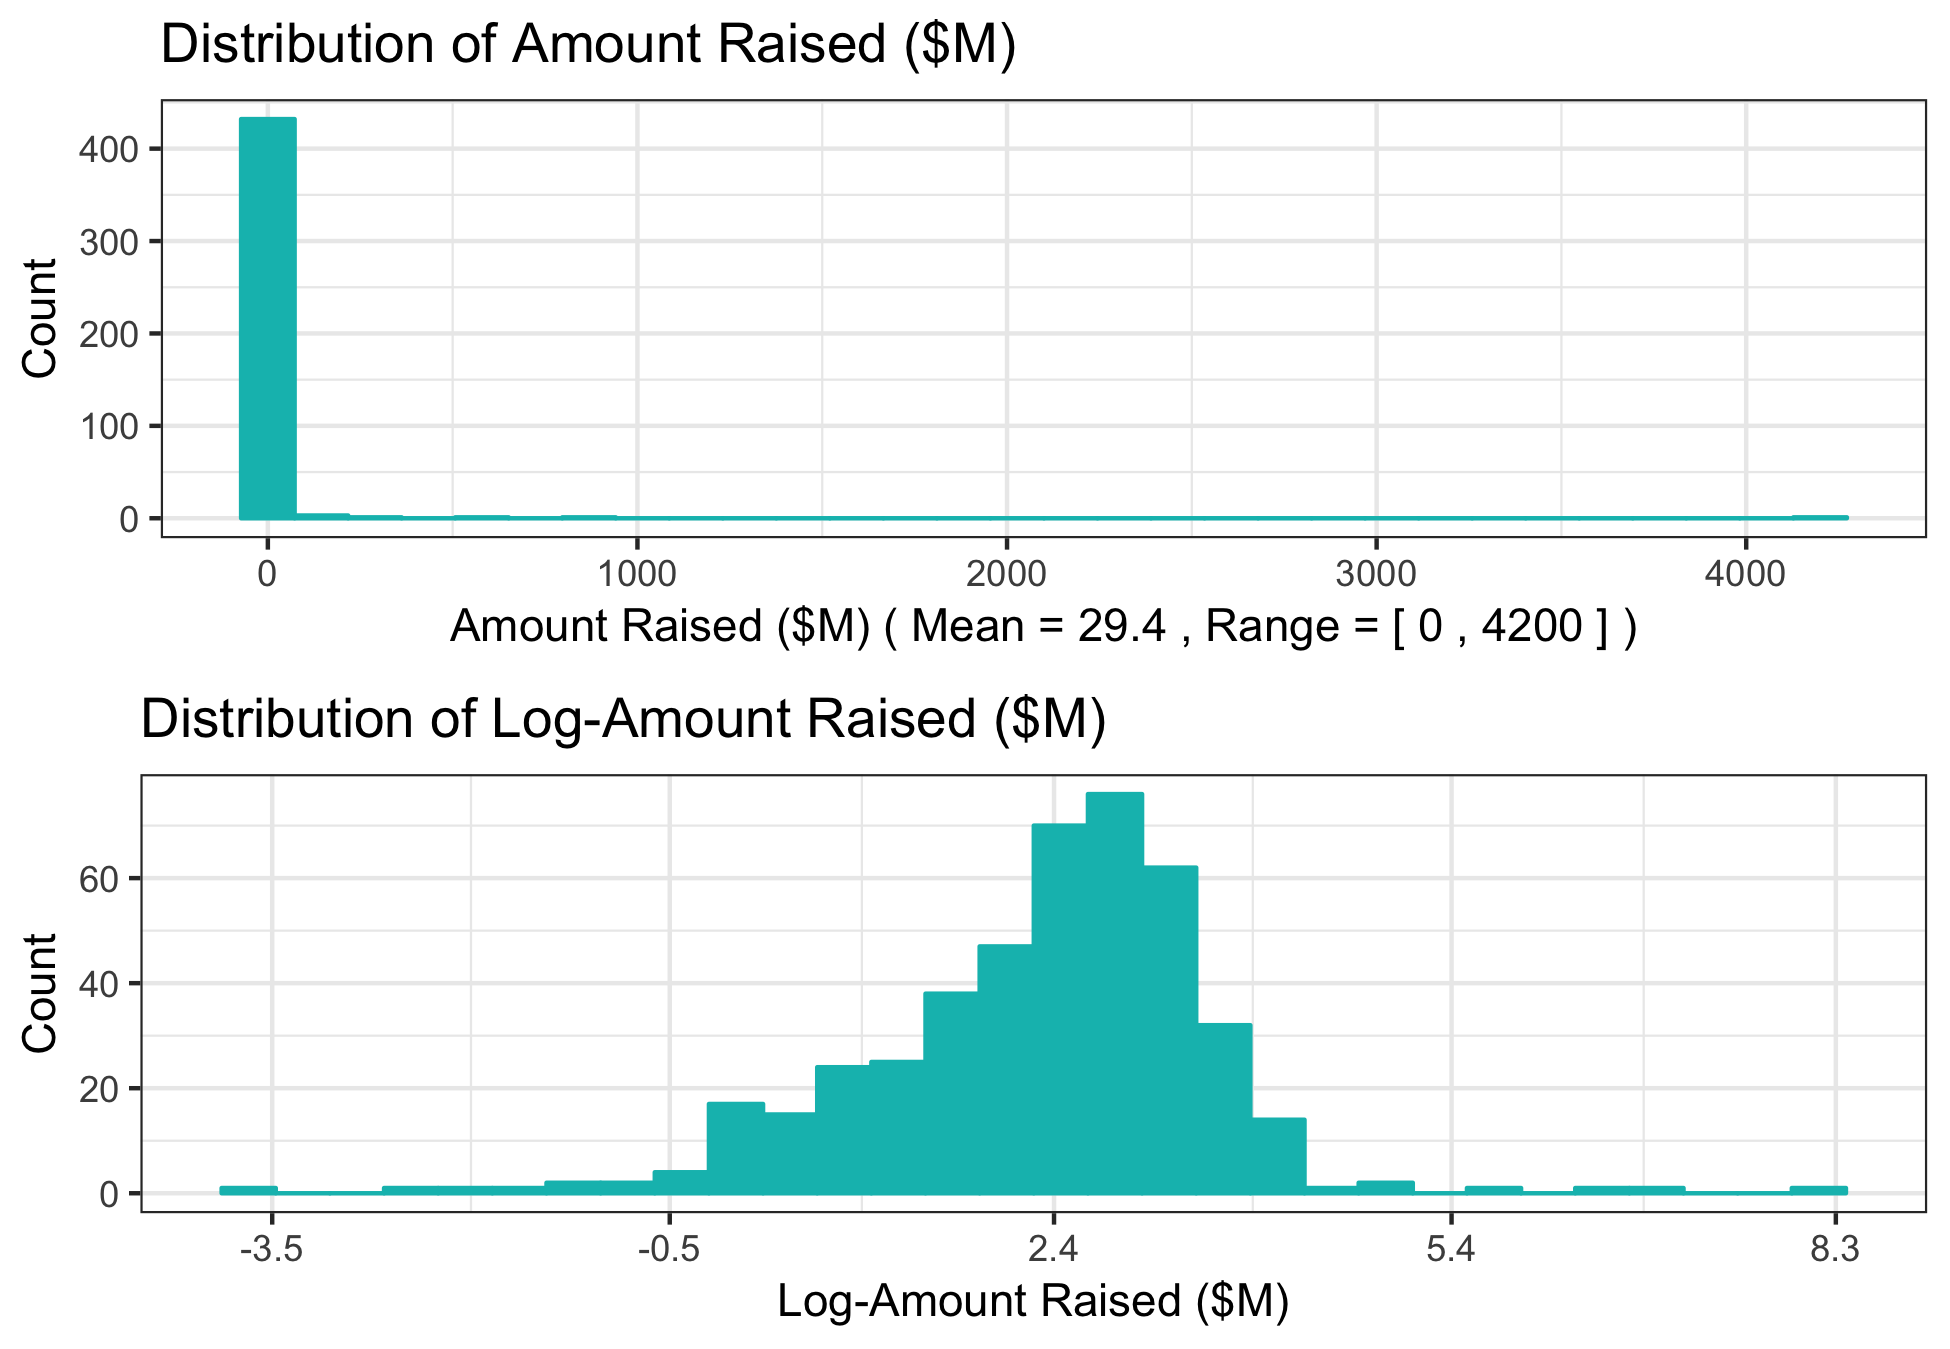 Distribution of Amount Raised ($M)
400
300
200
100
0
Count
0 1000 2000 3000 4000
Amount Raised ($M) ( Mean = 29.4 , Range = [ 0 , 4200 ] )
Distribution of Log-Amount Raised ($M)
60
40
20
0
Count
-3.5 -0.5 2.4 5.4 8.3
Log-Amount Raised ($M)